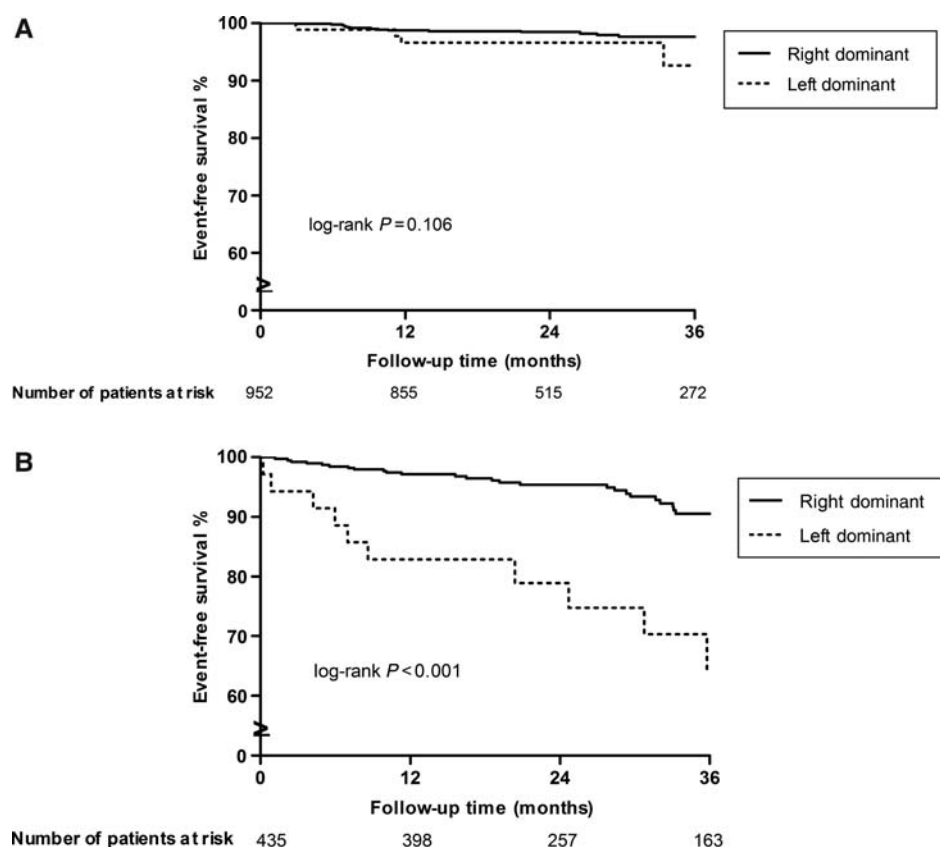 A
Right dominant
Left dominant
Event-free survival %
100
90
80
70
60
0
log-rank P=0.106
0 12 24 36
Follow-up time (months)
Number of patients at risk 952 855 515 272
B
Right dominant
Left dominant
Event-free survival %
100
90
80
70
60
0
log-rank P<0.001
0 12 24 36
Follow-up time (months)
Number of patients at risk 435 398 257 163